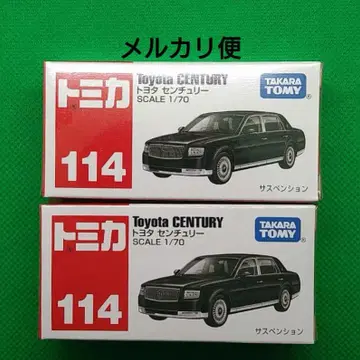 メルカリ便
トミカ
114
Toyota CENTURY
トヨタ センチュリー
SCALE 1/70
TAKARA
TOMY
サスペンション
トミカ
114
Toyota CENTURY
トヨタ センチュリー
SCALE 1/70
TAKARA
TOMY
サスペンション